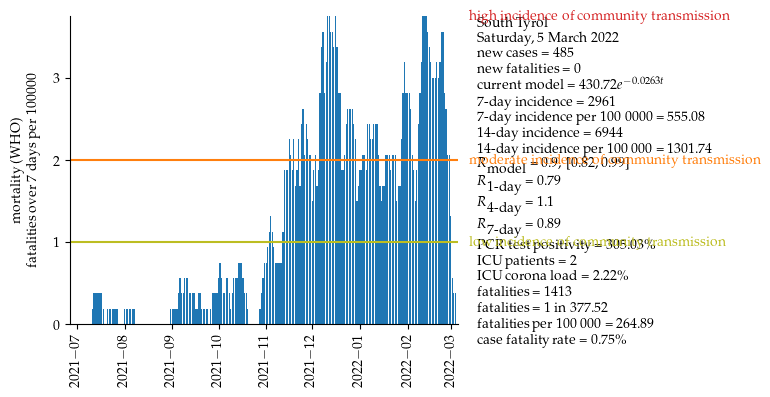 high incidence of community transmission
South Tyrol
Saturday, 5 March 2022
new cases = 485
new fatalities = 0
current model = 430.72e^{-0.0263t}
7-day incidence = 2961
7-day incidence per 100 0000 = 555.08
14-day incidence = 6944
14-day incidence per 100 000 = 1301.74
moderate incidence of community transmission
R_model = 0.9, [0.82, 0.99]
R_1-day = 0.79
R_4-day = 1.1
R_7-day = 0.89
low incidence of community transmission
PCR test positivity = 305.03%
ICU patients = 2
ICU corona load = 2.22%
fatalities = 1413
fatalities = 1 in 377.52
fatalities per 100 000 = 264.89
case fatality rate = 0.75%
mortality (WHO)
fatalities over 7 days per 100000
3
2
1
0
2021−07
2021−08
2021−09
2021−10
2021−11
2021−12
2022−01
2022−02
2022−03